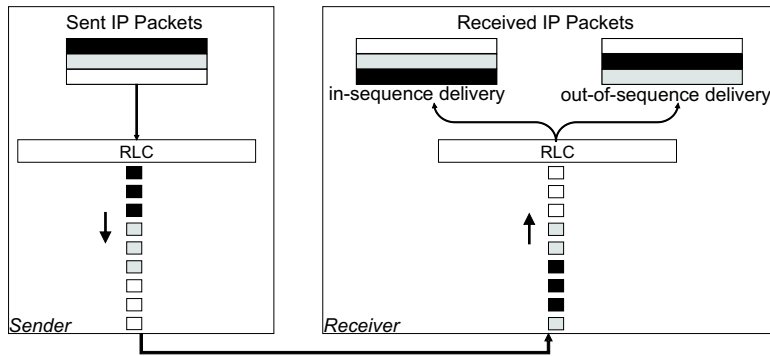 Sent IP Packets
RLC
Sender
Received IP Packets
in-sequence delivery
out-of-sequence delivery
RLC
Receiver